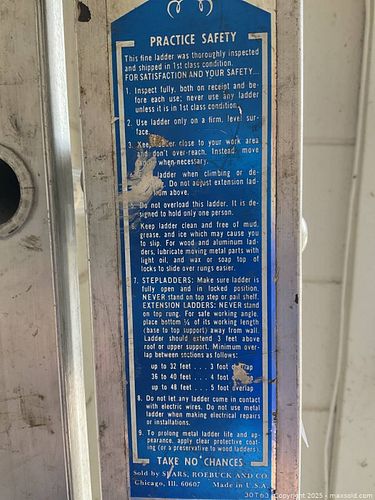 PRACTICE SAFETY
This fine ladder was thoroughly inspected
and shipped in 1st class condition.
FOR SATISFACTION AND YOUR SAFETY...
1. Inspect fully, both on receipt and be-
fore each use; never use any ladder
unless it is in 1st class condition.
2. Use ladder only on a firm, level sur-
face.
3. close to your work area
and don't over-reach. Instead, move
when necessary.
ladder when climbing or de-
Do not adjust extension lad-
from above.
5. Do not overload this ladder. It is de-
signed to hold only one person.
6. Keep ladder clean and free of mud,
grease, and ice which may cause you
to slip. For wood and aluminum lad-
ders, lubricate moving metal parts with
light oil, and wax or soap top of
locks to slide over rungs easier.
7. STEPLADDERS: Make sure ladder is
fully open and in locked position.
NEVER stand on top step or pail shelf.
EXTENSION LADDERS: NEVER stand
on top rung. For safe working angle,
place bottom ¼ of its working length
(base to top support) away from wall.
Ladder should extend 3 feet above
roof or upper support. Minimum over-
lap between sections as follows:
up to 32 feet . . . 3 foot overlap
36 to 40 feet . . . 4 foot
up to 48 feet . . . 5 foot overlap
8. Do not let any ladder come in contact
with electric wires. Do not use metal
ladder when making electrical repairs
or installations.
9. To prolong metal ladder life and ap-
pearance, apply clear protective coat-
ing (or a preservative to wood ladders).
TAKE NO CHANCES
Sold by SEARS, ROEBUCK AND CO.
Chicago, Ill. 60607 Made in U.S.A.
30T63
Copyright 2025 - maxsold.com